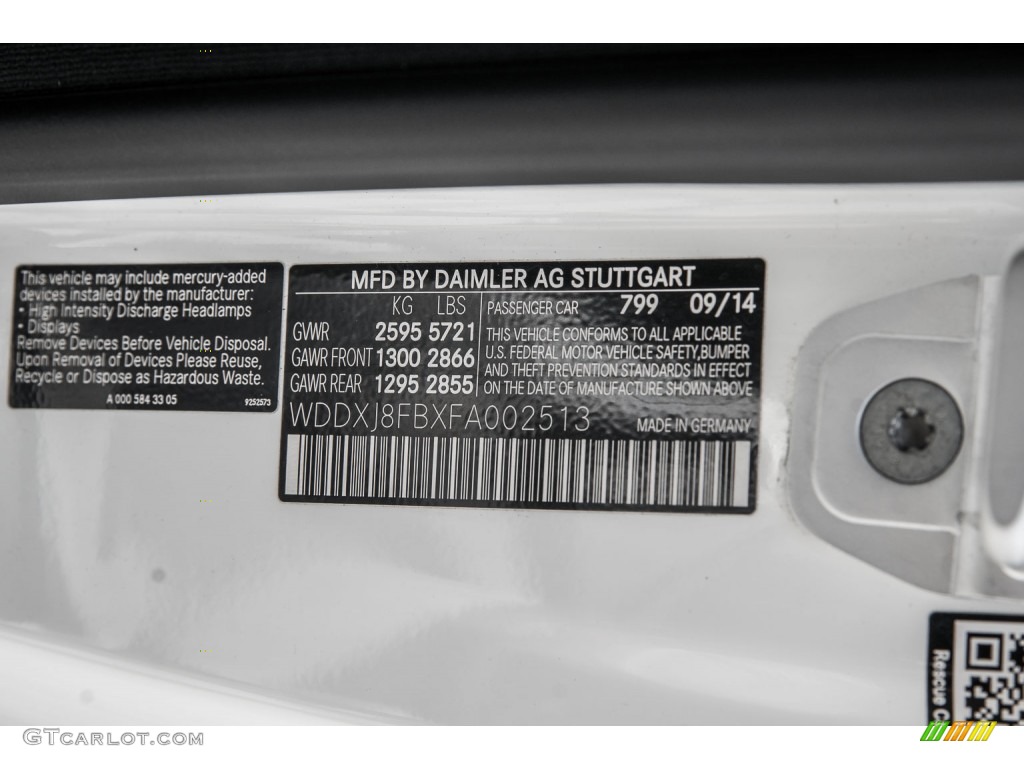 This vehicle may include mercury-added
devices installed by the manufacturer:
• High Intensity Discharge Headlamps
• Displays
Remove Devices Before Vehicle Disposal.
Upon Removal of Devices Please Reuse,
Recycle or Dispose as Hazardous Waste.
A 000 584 33 05 9252573
MFD BY DAIMLER AG STUTTGART
KG LBS PASSENGER CAR 799 09/14
GVWR 2595 5721
GAWR FRONT 1300 2866
GAWR REAR 1295 2855
THIS VEHICLE CONFORMS TO ALL APPLICABLE
U.S. FEDERAL MOTOR VEHICLE SAFETY,BUMPER
AND THEFT PREVENTION STANDARDS IN EFFECT
ON THE DATE OF MANUFACTURE SHOWN ABOVE
WDDXJ8FBXFA002513 MADE IN GERMANY
Rescue C
GTCARLOT.COM